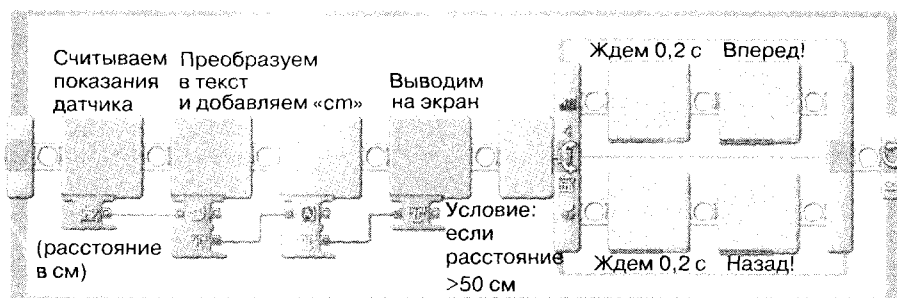 Считываем
показания
датчика
Преобразуем
в текст
и добавляем «cm»
Выводим
на экран
Ждем 0,2 с
Вперед!
(расстояние
в см)
Условие:
если
расстояние
>50 см
Ждем 0,2 с
Назад!